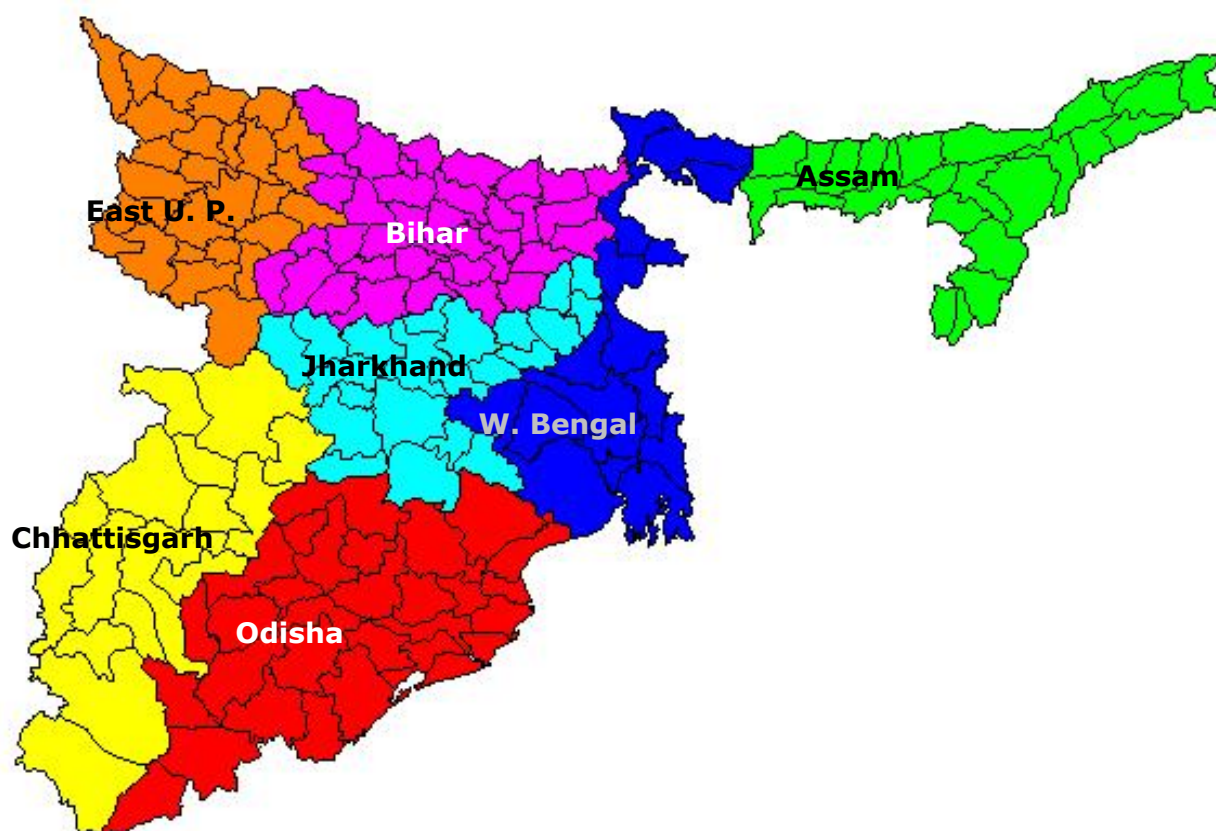 Assam
East U. P.
Bihar
Jharkhand
W. Bengal
Chhattisgarh
Odisha